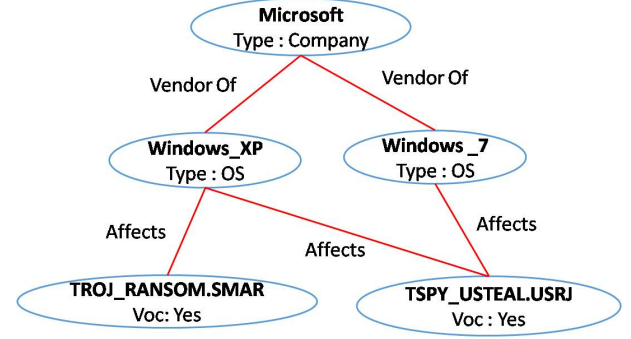 Microsoft
Type : Company
Vendor Of
Vendor Of
Windows_XP
Type : OS
Windows _7
Type : OS
Affects
Affects
Affects
TROJ_RANSOM.SMAR
Voc: Yes
TSPY_USTEAL.USRJ
Voc : Yes